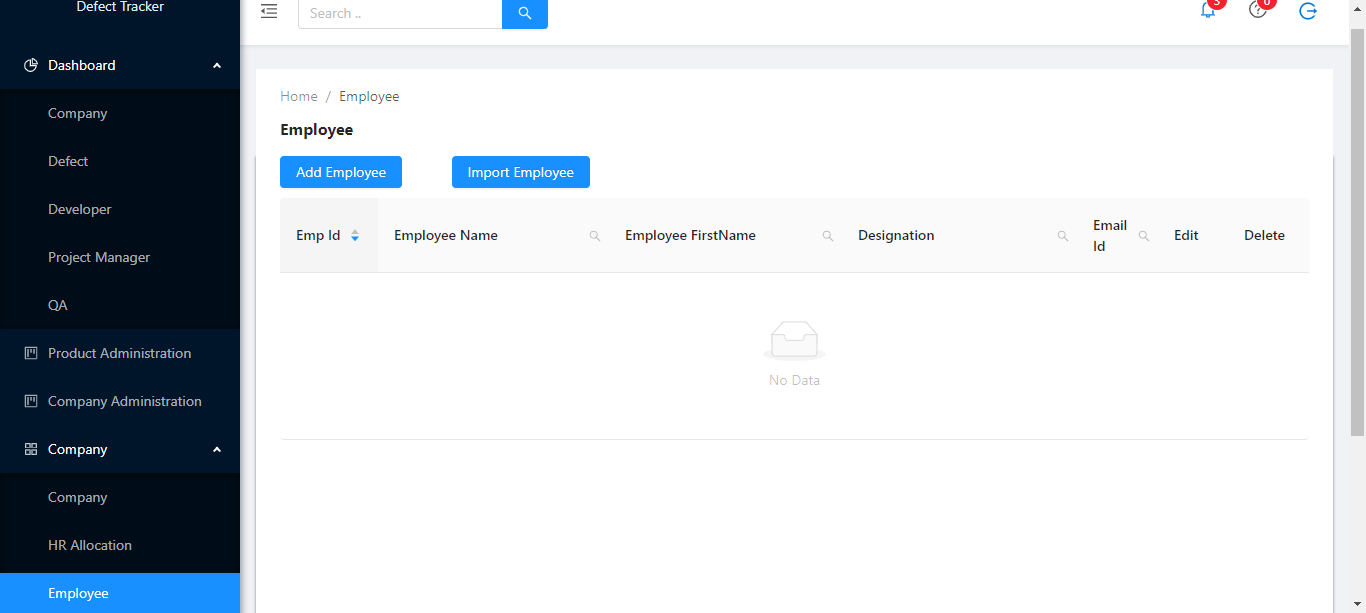 Defect Tracker
Dashboard
Company
Defect
Developer
Project Manager
QA
Product Administration
Company Administration
Company
Company
HR Allocation
Employee
Search ..
3
0
Home / Employee
Employee
Add Employee
Import Employee
Emp Id
Employee Name
Employee FirstName
Designation
Email
Id
Edit
Delete
No Data